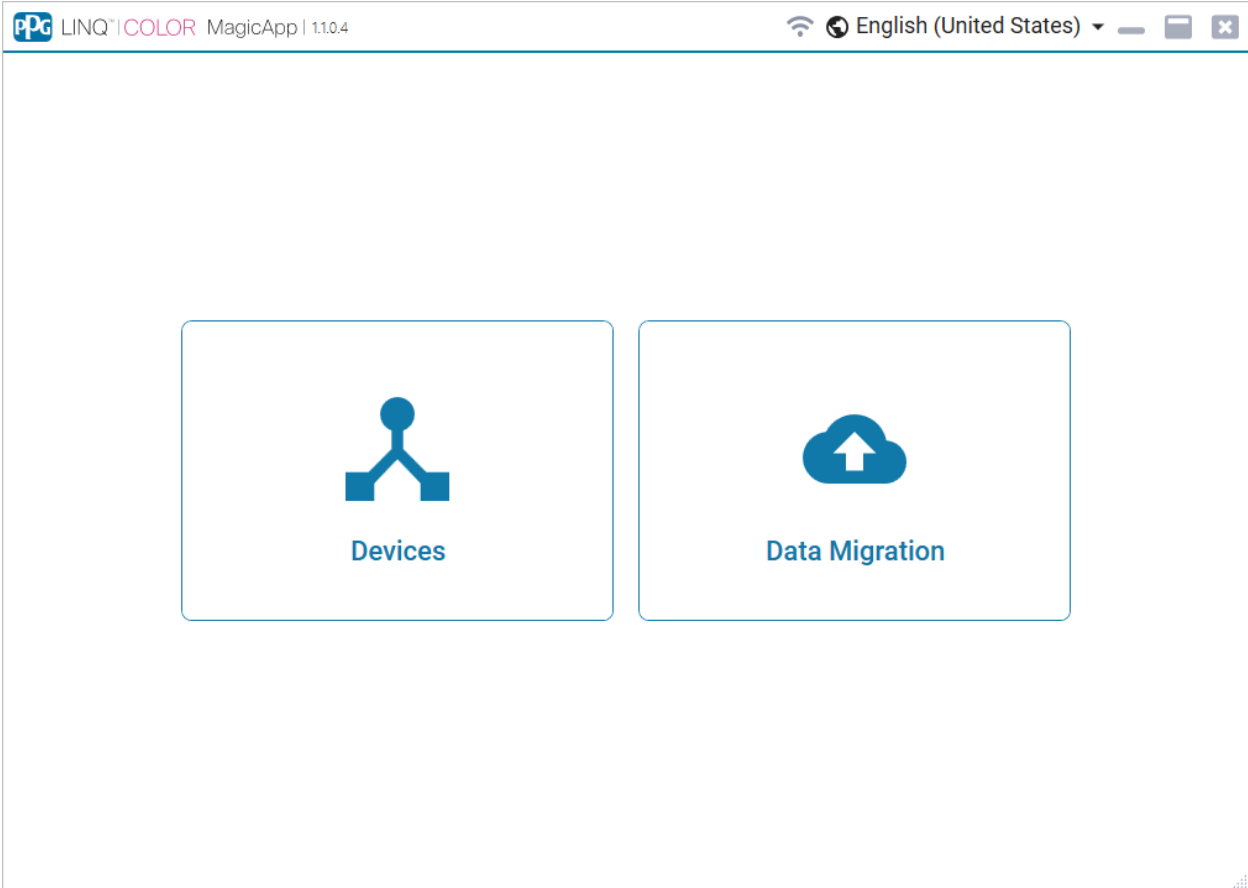 PPG LINQ™|COLOR MagicApp | 1.1.0.4
English (United States)
Devices
Data Migration